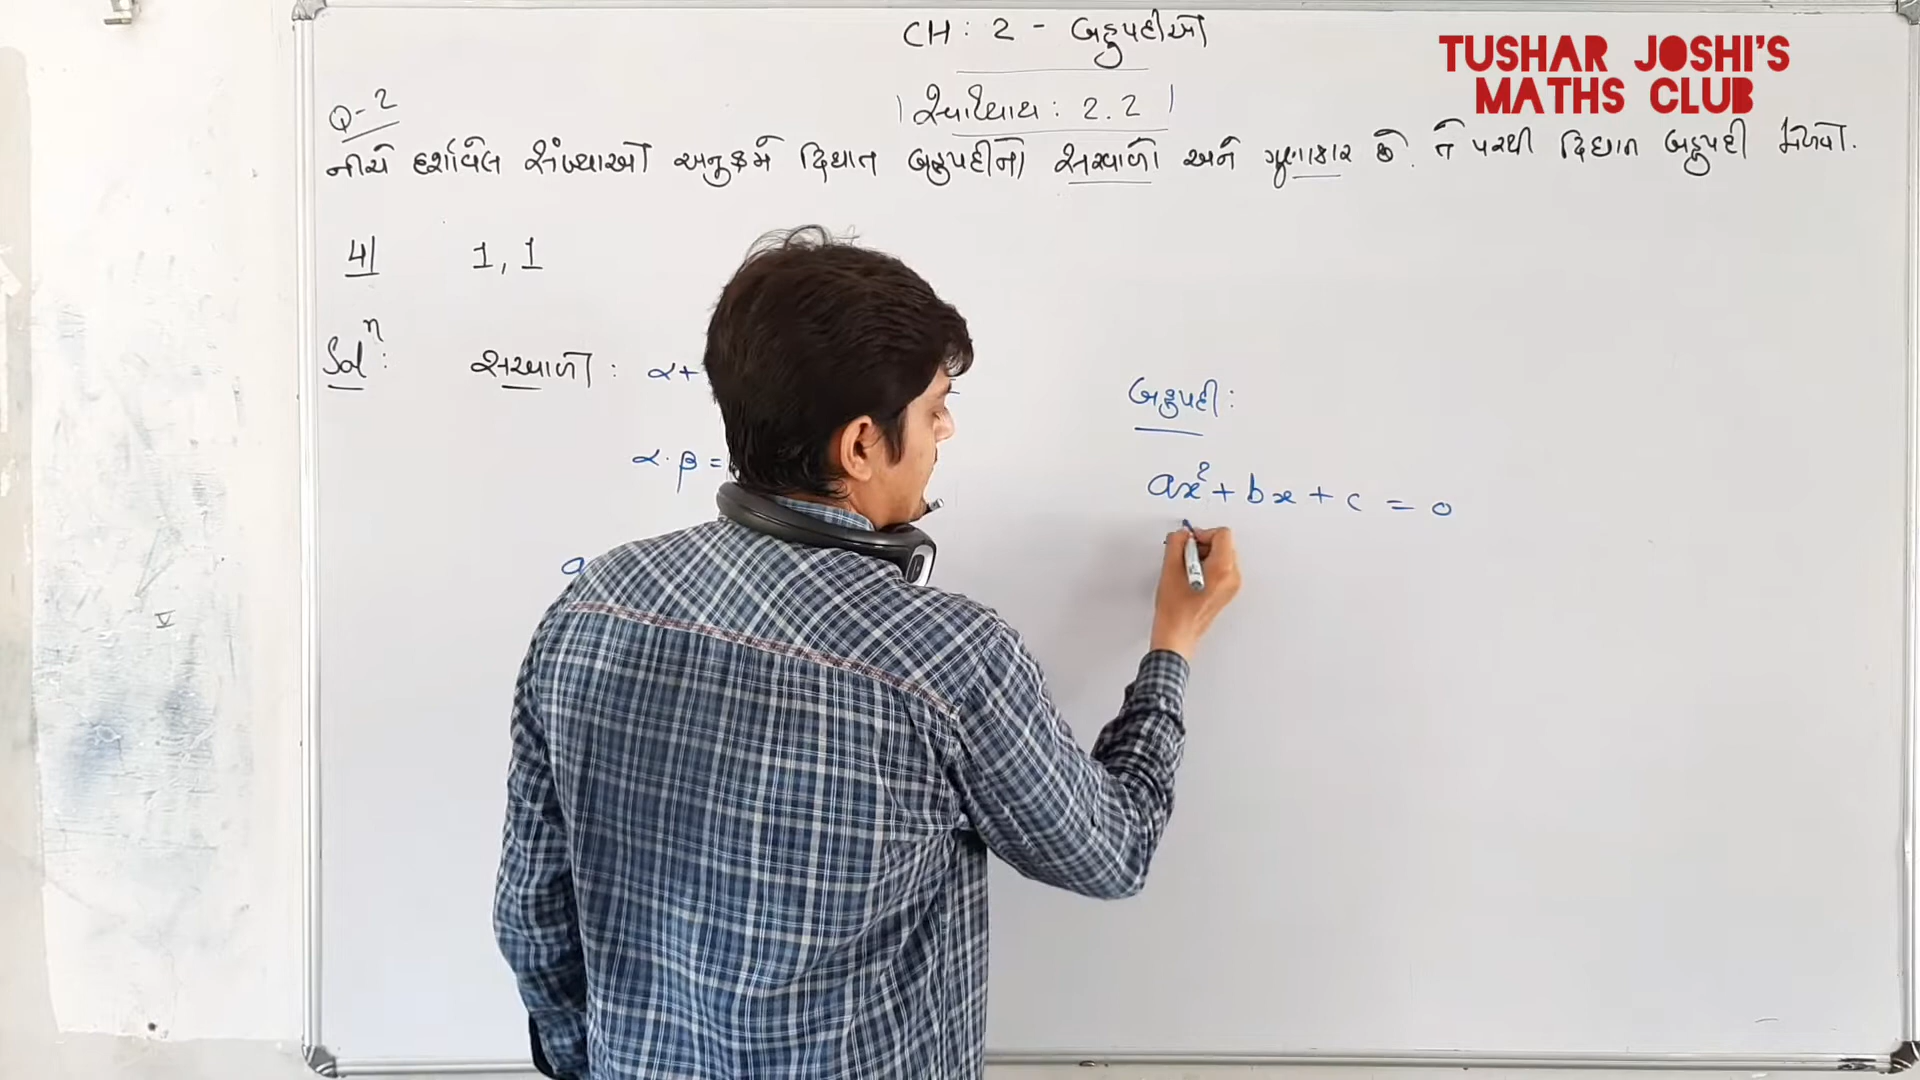 CH: 2 - બહુપદીઓ
TUSHAR JOSHI'S
MATHS CLUB
સ્વાધ્યાય: 2.2
Q-2
નીચે દર્શાવેલ સંખ્યાઓ અનુક્રમે દ્વિઘાત બહુપદીનો સરવાળો અને ગુણાકાર છે. તે પરથી દ્વિઘાત બહુપદી મેળવો.
4| 1, 1
Solⁿ: સરવાળો: α+
α·β =
a
બહુપદી:
ax²+bx+c=0